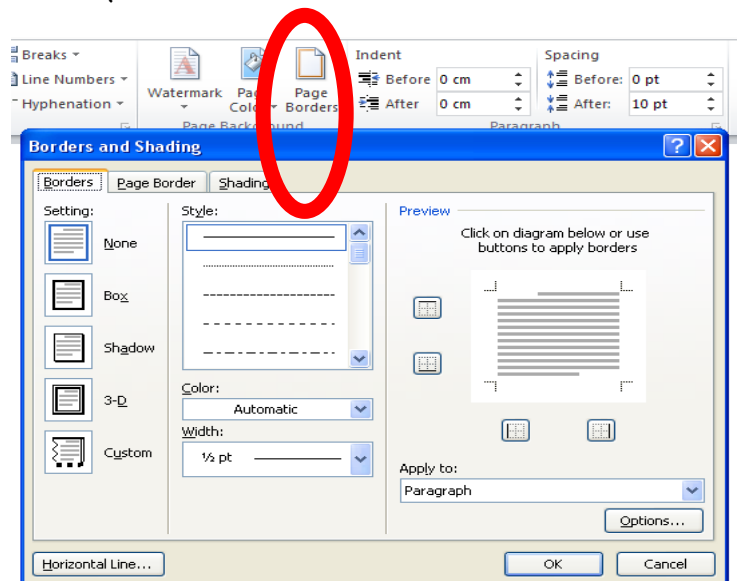 Breaks
Indent
Spacing
Line Numbers
Before 0 cm
Before: 0 pt
Watermark
Page
Borders
Hyphenation
After 0 cm
After: 10 pt
Page Background
Paragraph
Borders and Shading
Borders Page Border Shading
Setting:
Style:
Preview
None
Click on diagram below or use
buttons to apply borders
Box
Shadow
3-D
Color:
Automatic
Custom
Width:
½ pt
Apply to:
Paragraph
Options...
Horizontal Line...
OK
Cancel